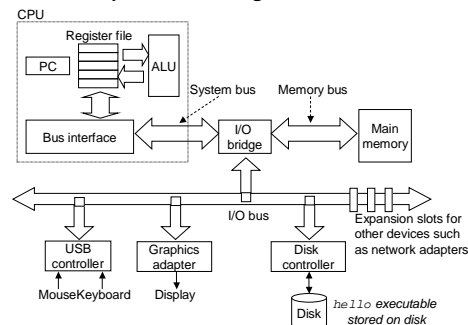 CPU
Register file
PC
ALU
System bus
Memory bus
Bus interface
I/O
bridge
Main
memory
I/O bus
Expansion slots for
other devices such
as network adapters
USB
controller
Graphics
adapter
Disk
controller
MouseKeyboard
Display
Disk
hello executable
stored on disk